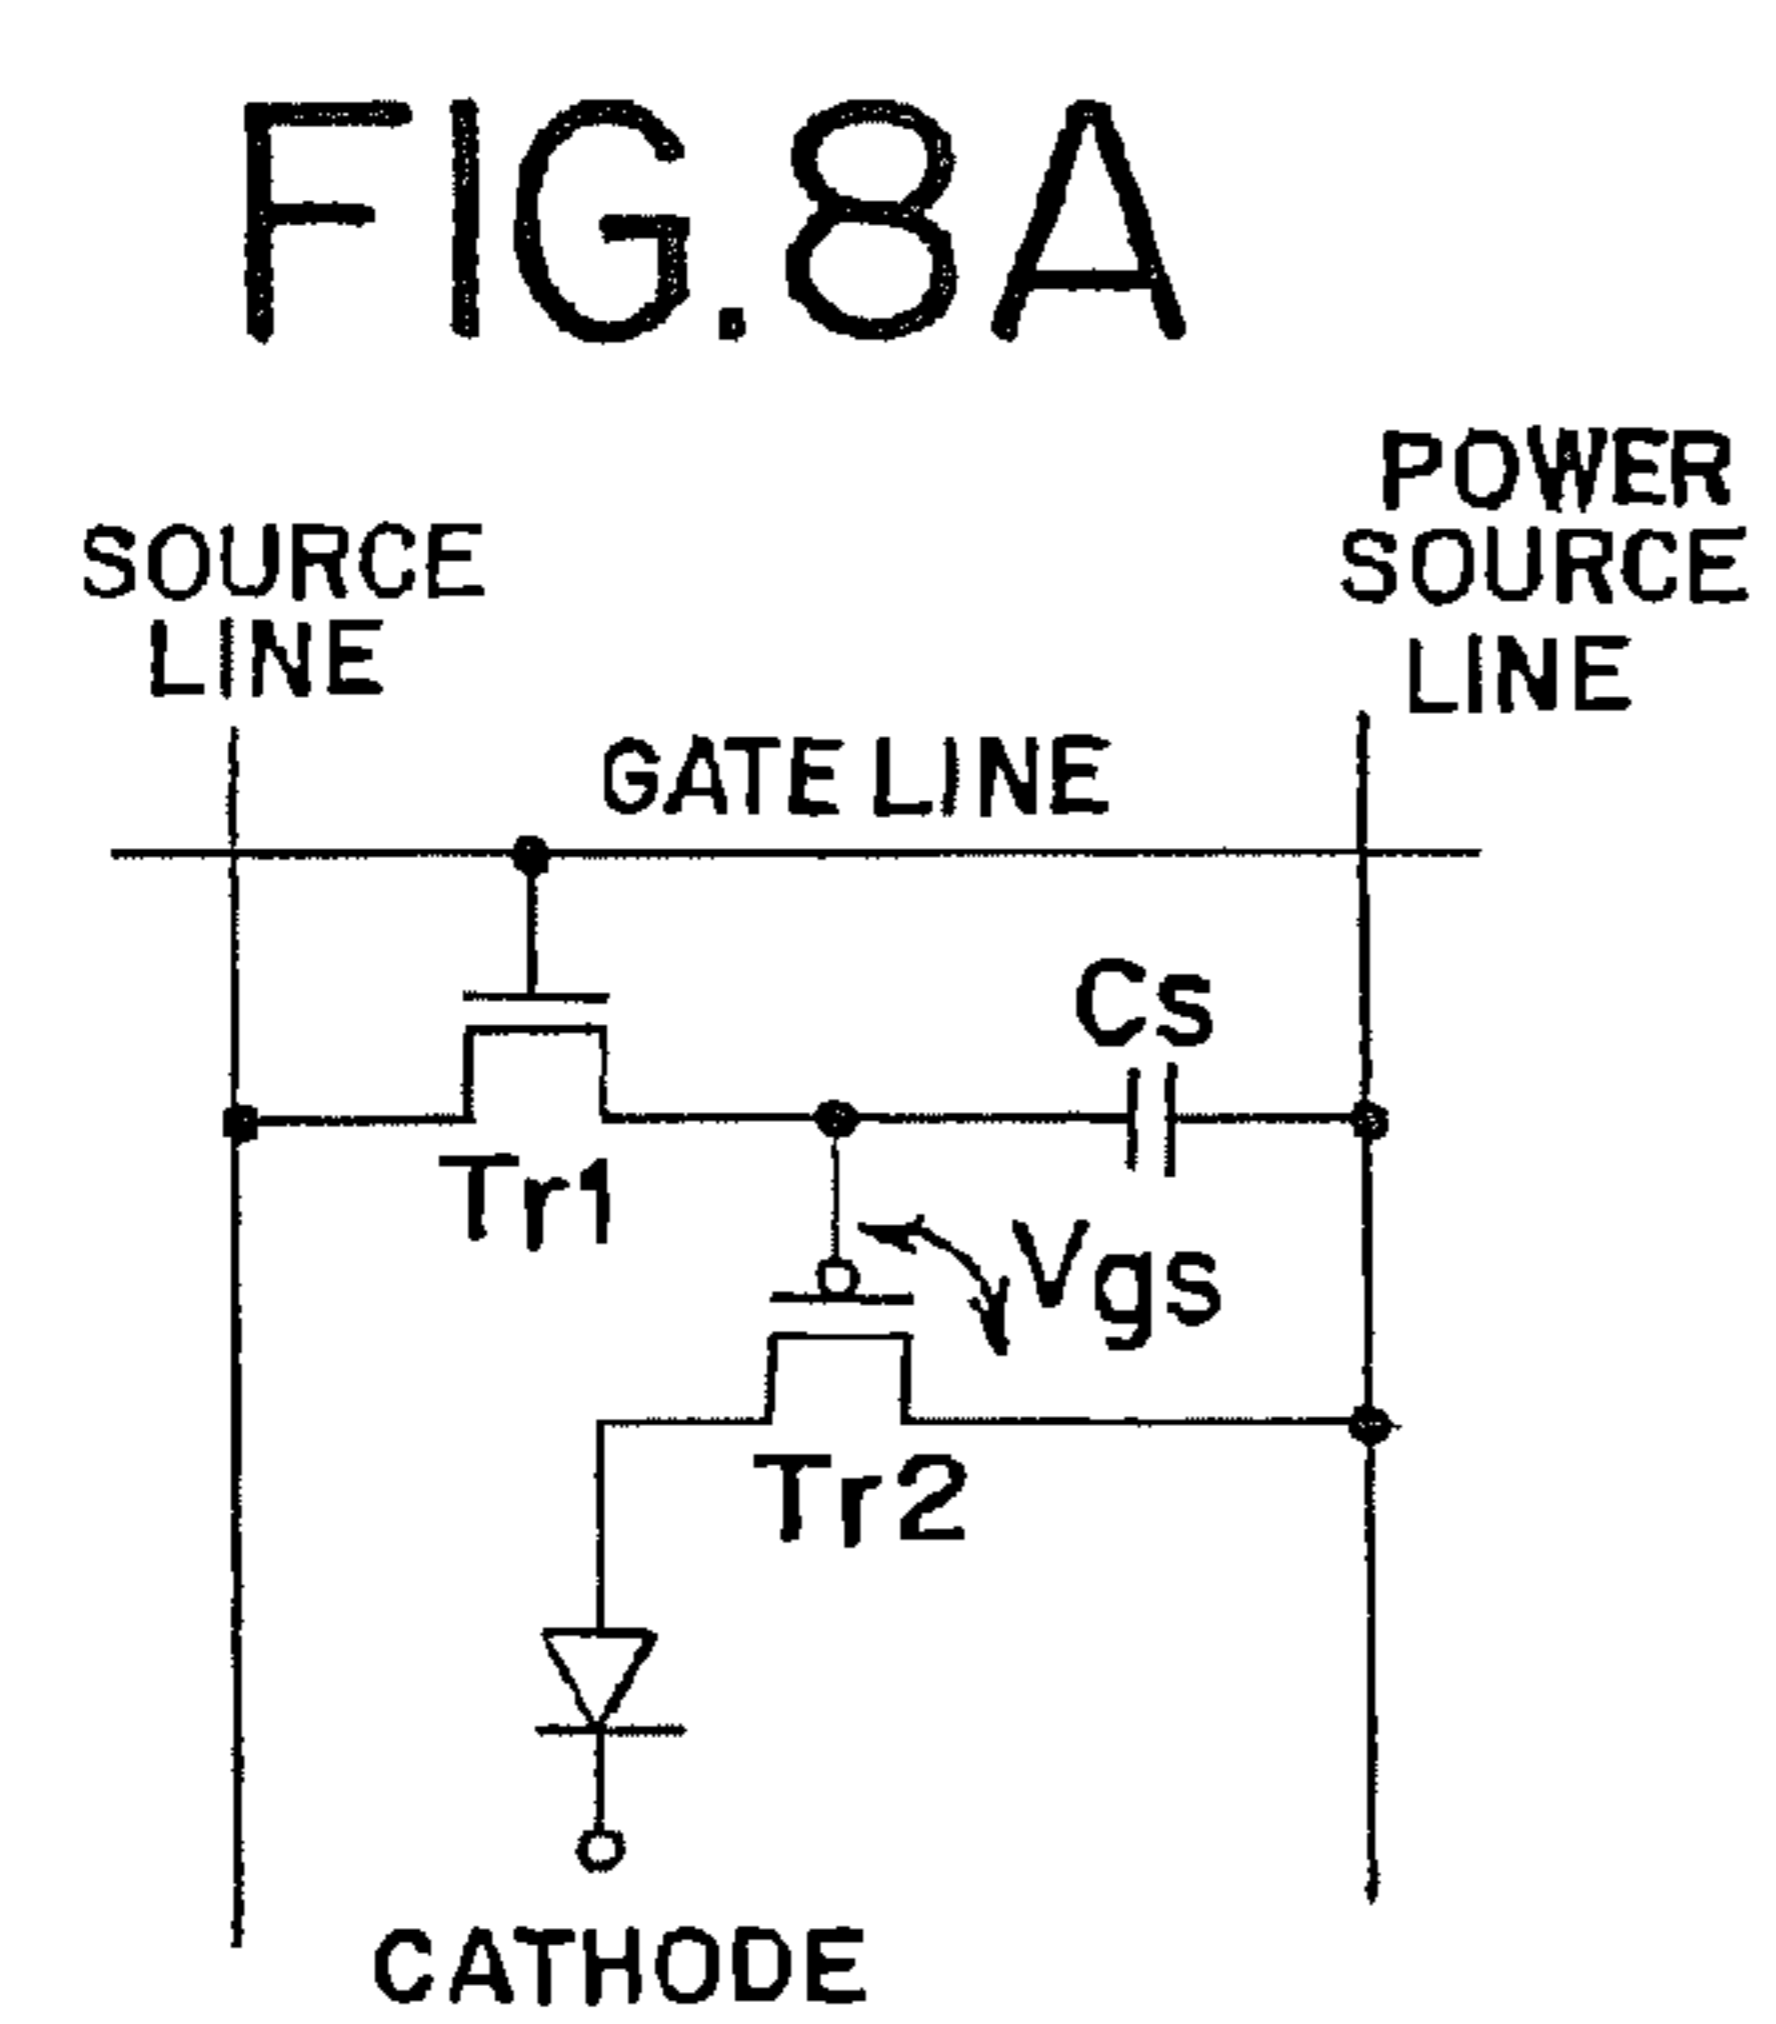 FIG.8A
POWER
SOURCE
LINE
SOURCE
LINE
GATE LINE
Cs
Tr1
Vgs
Tr2
CATHODE